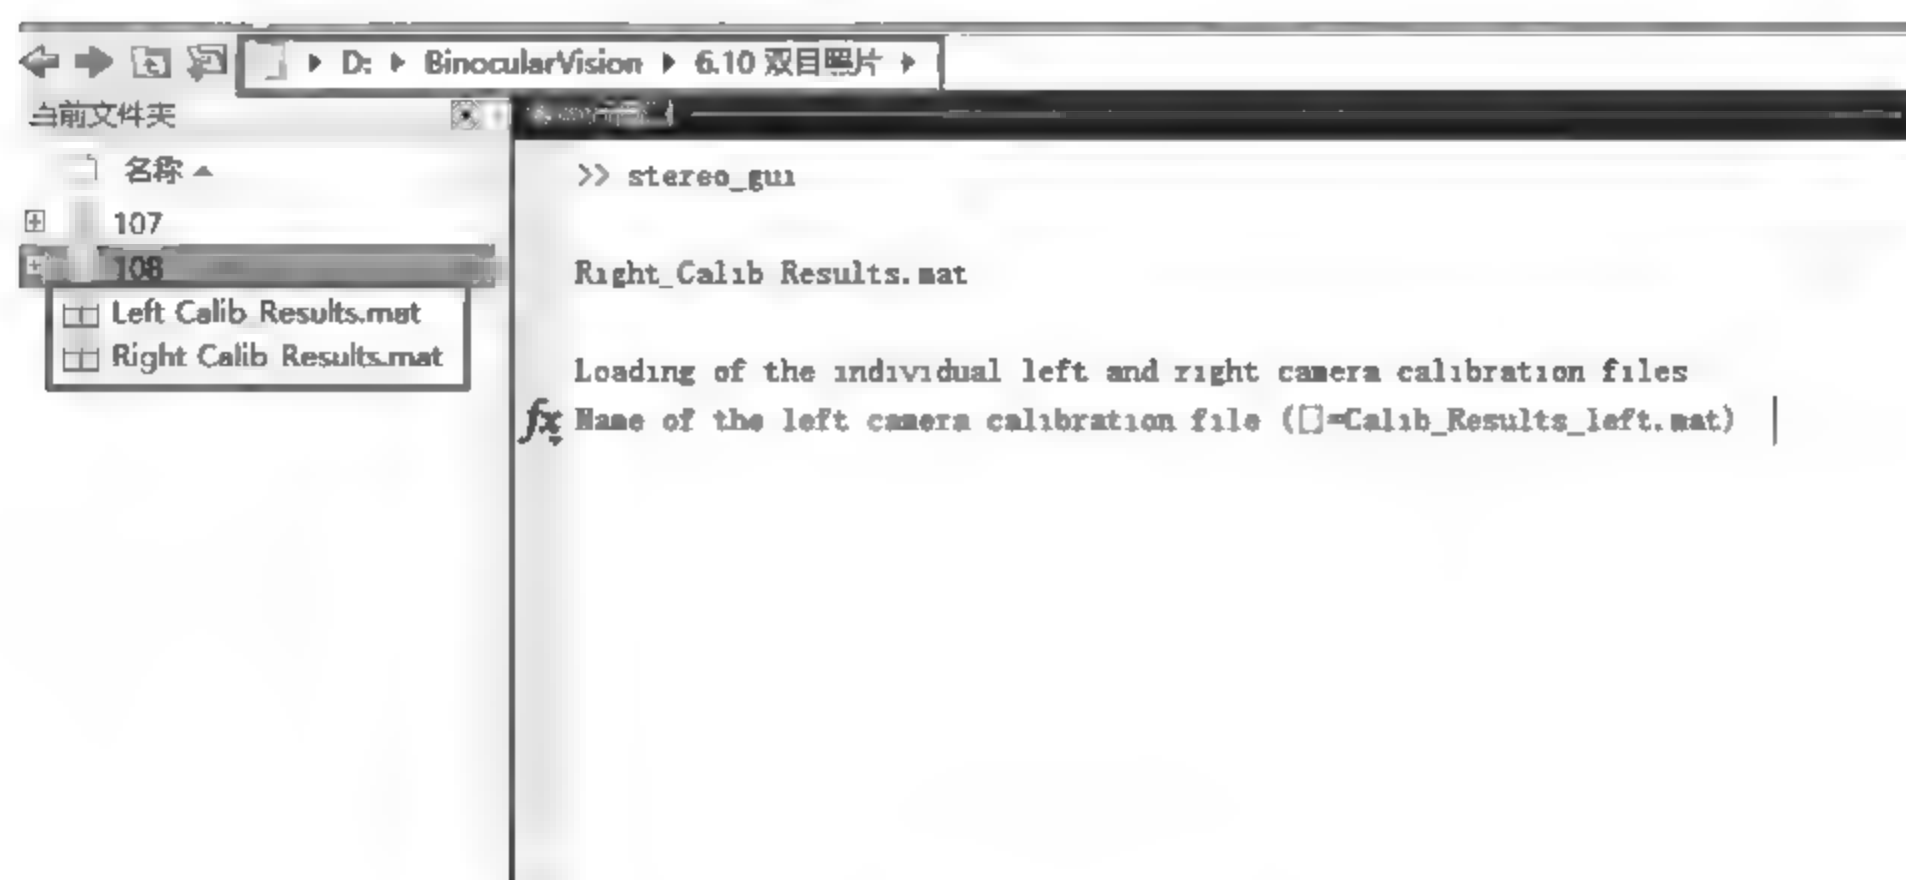 D: BinocularVision 6.10 双目照片
当前文件夹
名称
107
108
Left Calib Results.mat
Right Calib Results.mat
>> stereo_gui
Right_Calib Results.mat
Loading of the individual left and right camera calibration files
fx Name of the left camera calibration file ([]=Calib_Results_left.mat)